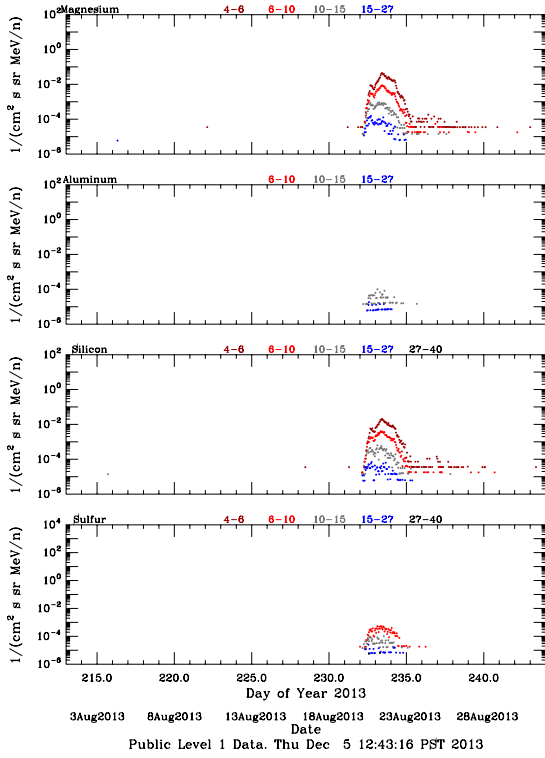 Magnesium 4-6 6-10 10-15 15-27
10² 10⁰ 10⁻² 10⁻⁴ 10⁻⁶
1/(cm² s sr MeV/n)
Aluminum 6-10 10-15 15-27
10² 10⁰ 10⁻² 10⁻⁴ 10⁻⁶
1/(cm² s sr MeV/n)
Silicon 4-6 6-10 10-15 15-27 27-40
10² 10⁰ 10⁻² 10⁻⁴ 10⁻⁶
1/(cm² s sr MeV/n)
Sulfur 4-6 6-10 10-15 15-27 27-40
10⁴ 10² 10⁰ 10⁻² 10⁻⁴ 10⁻⁶
1/(cm² s sr MeV/n)
215.0 220.0 225.0 230.0 235.0 240.0
Day of Year 2013
3Aug2013 8Aug2013 13Aug2013 18Aug2013 23Aug2013 28Aug2013
Date
Public Level 1 Data. Thu Dec 5 12:43:16 PST 2013